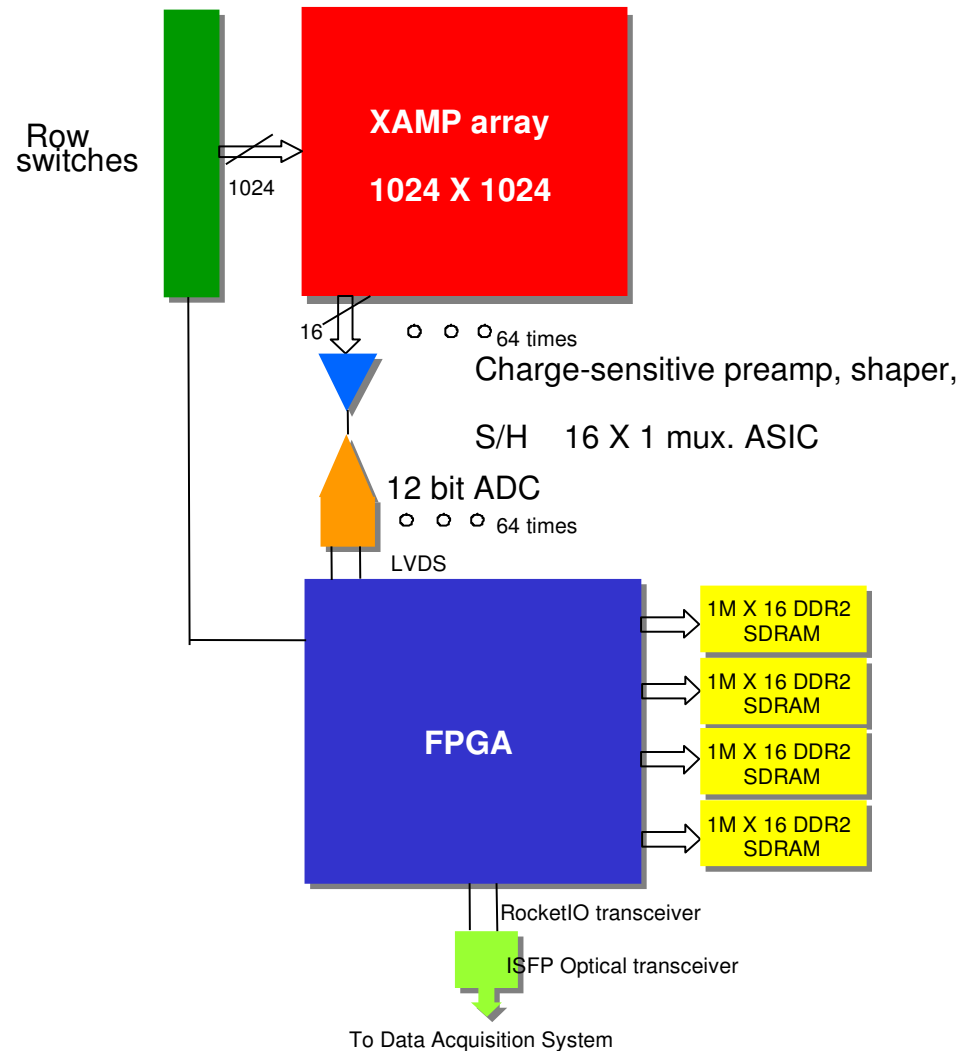 XAMP array
1024 X 1024
Row
switches
1024
16
64 times
Charge-sensitive preamp, shaper,
S/H 16 X 1 mux. ASIC
12 bit ADC
64 times
LVDS
FPGA
1M X 16 DDR2
SDRAM
1M X 16 DDR2
SDRAM
1M X 16 DDR2
SDRAM
1M X 16 DDR2
SDRAM
RocketIO transceiver
ISFP Optical transceiver
To Data Acquisition System